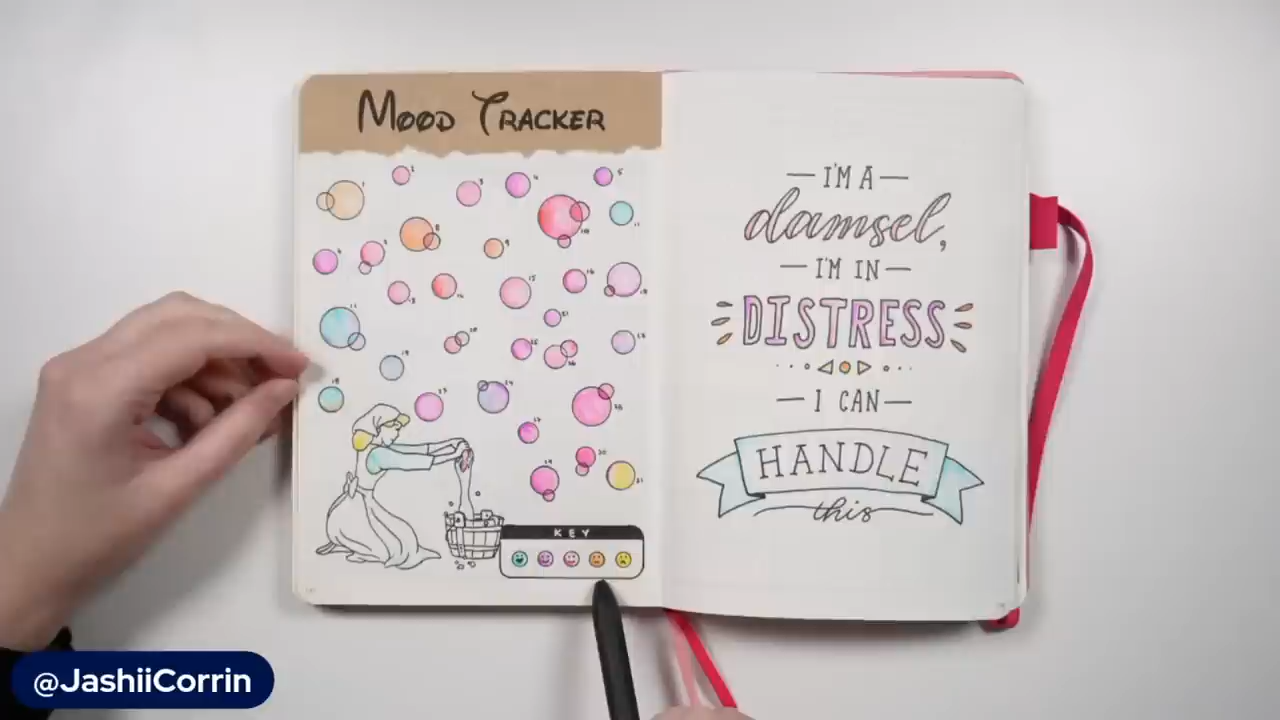 MOOD TRACKER
KEY
I'M A
damsel,
I'M IN
DISTRESS
I CAN
HANDLE
this
@JashiiCorrin